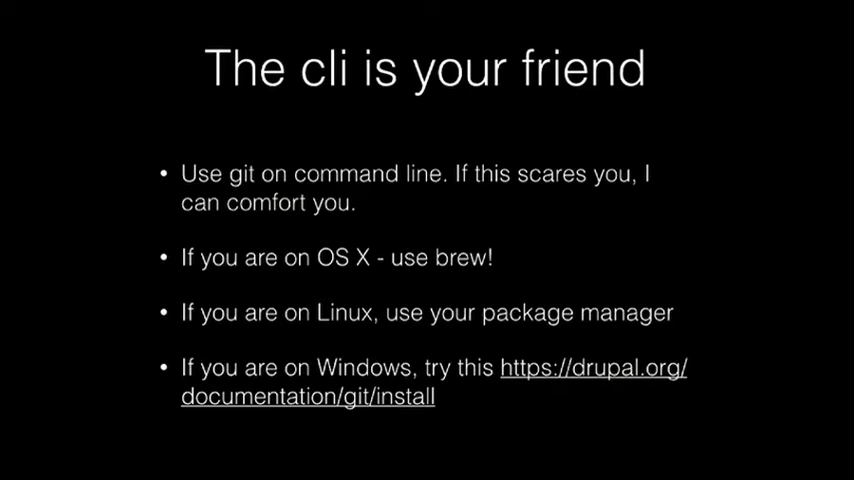 The cli is your friend
• Use git on command line. If this scares you, I
can comfort you.
• If you are on OS X - use brew!
• If you are on Linux, use your package manager
• If you are on Windows, try this https://drupal.org/
documentation/git/install